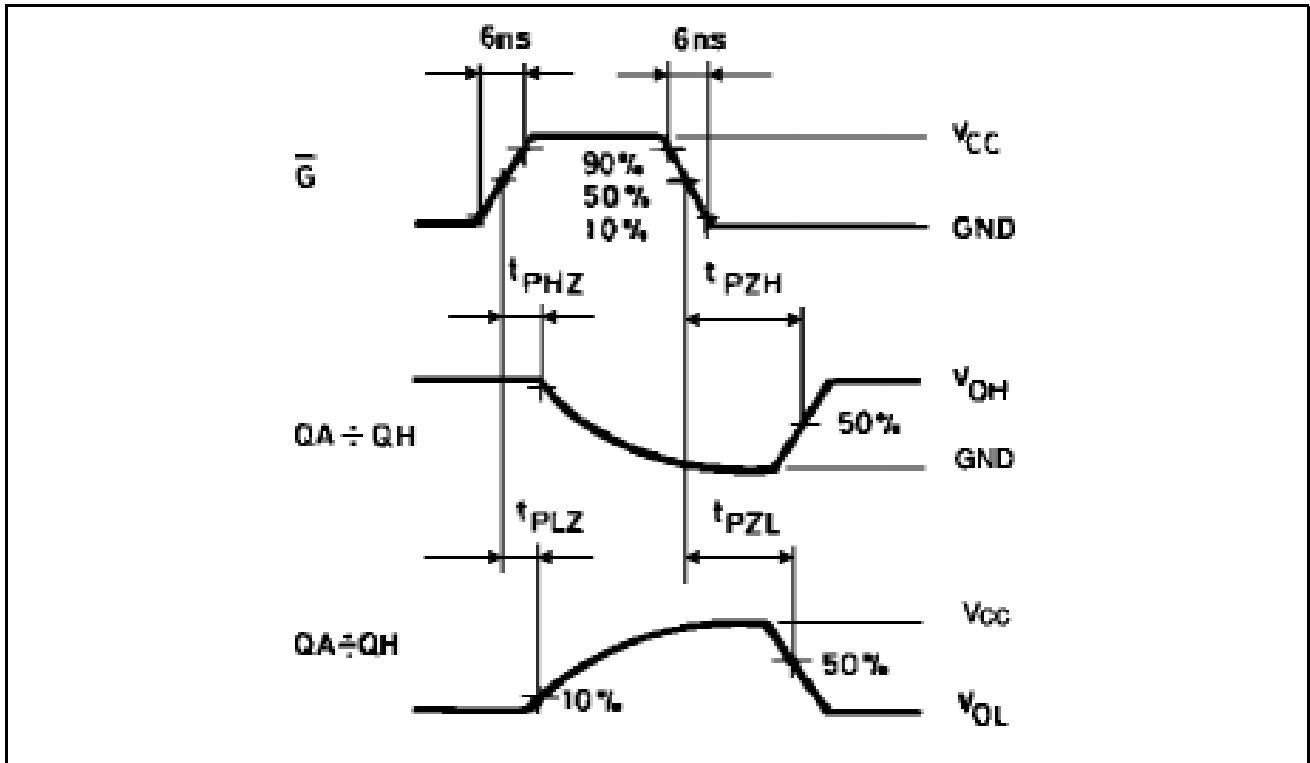 6ns 6ns
G̅
90%
50%
10%
VCC
GND
tPHZ tPZH
QA ÷ QH
VOH
50%
GND
tPLZ tPZL
QA÷QH
Vcc
50%
10%
VOL